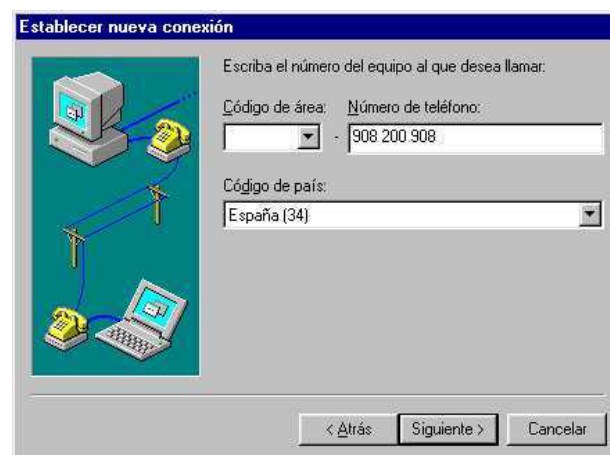 Establecer nueva conexión
Escriba el número del equipo al que desea llamar:
Código de área: Número de teléfono:
- 908 200 908
Código de país:
España (34)
< Atrás Siguiente > Cancelar